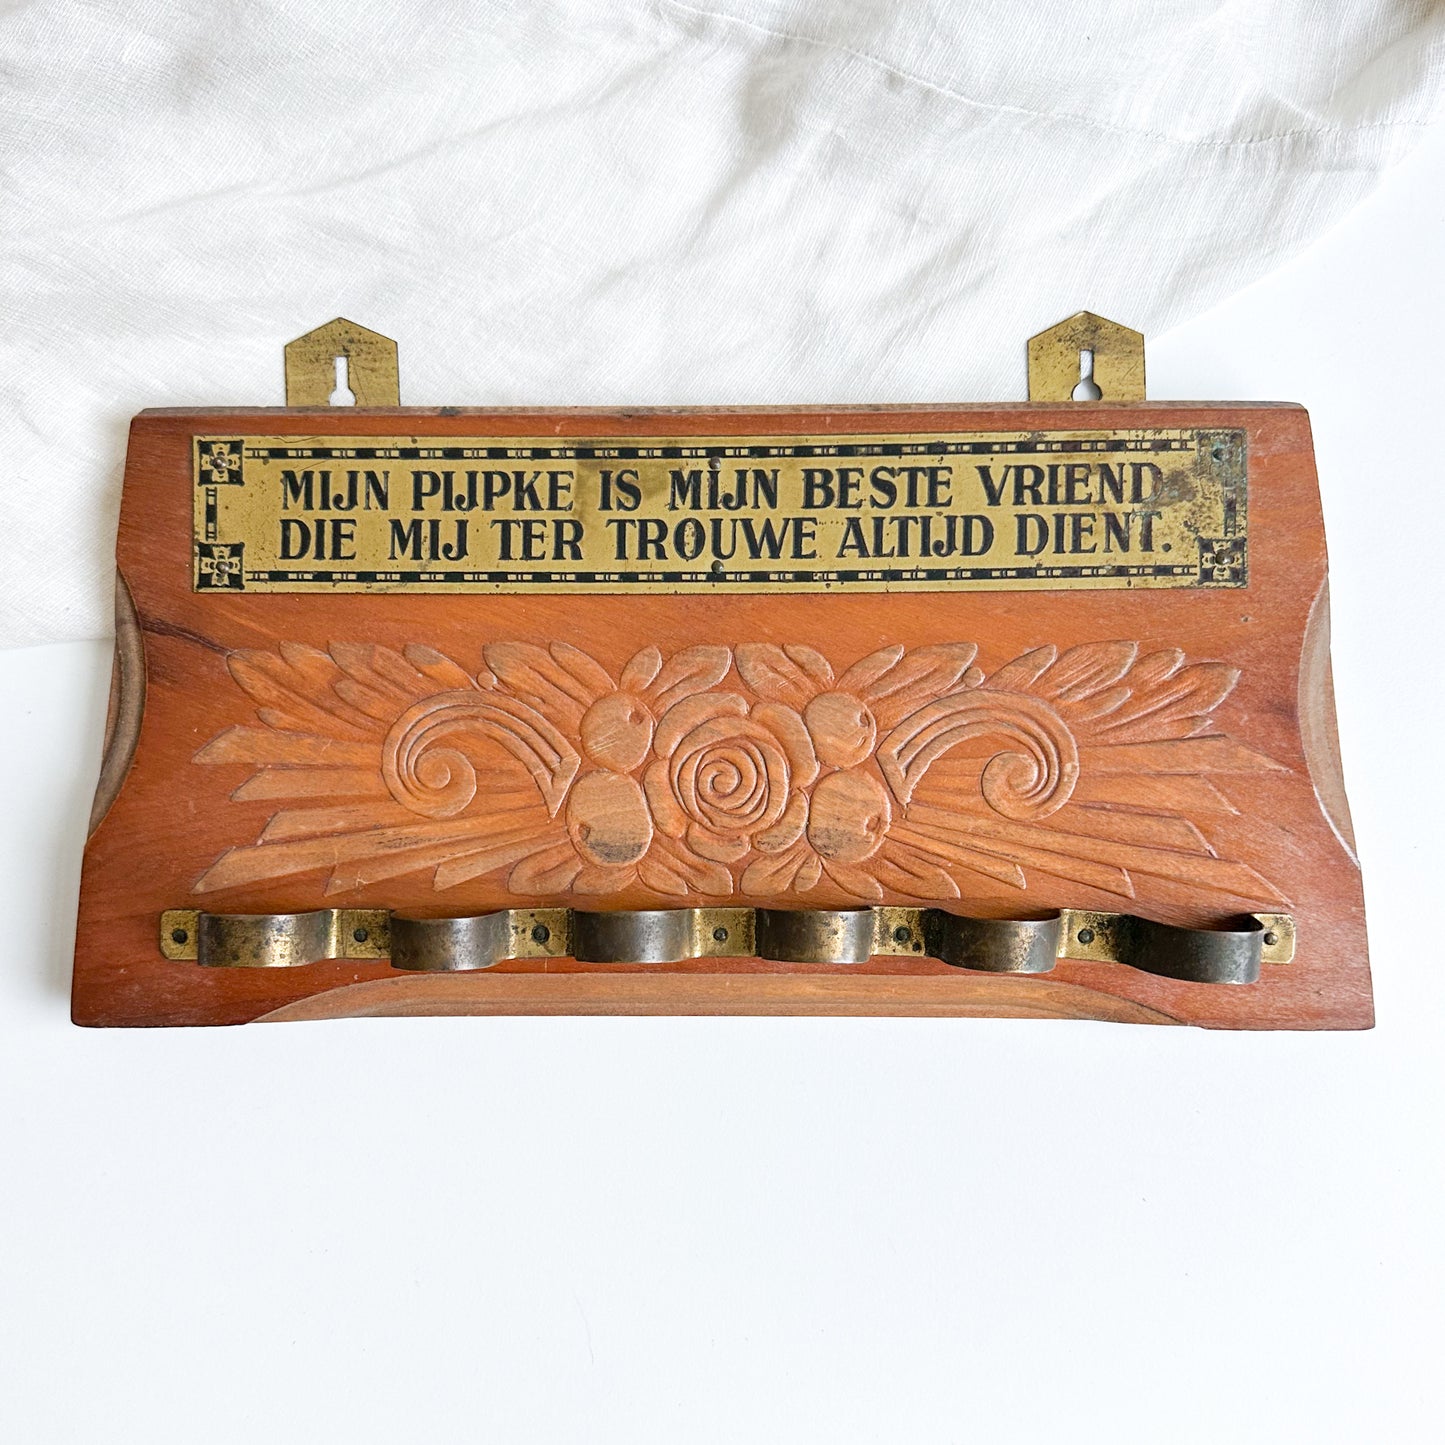 MIJN PIJPKE IS MIJN BESTE VRIEND
DIE MIJ TER TROUWE ALTIJD DIENT.